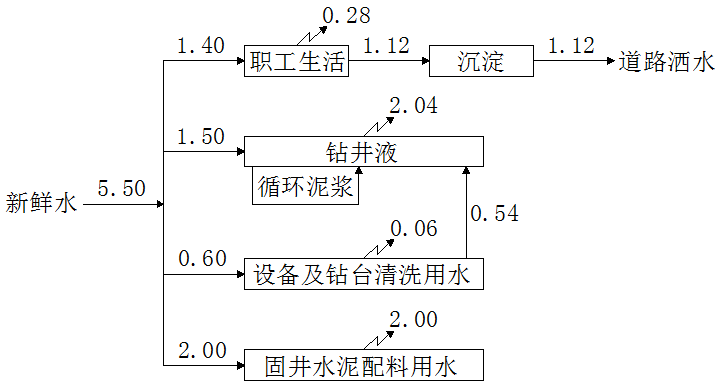 0.28
1.40
职工生活
1.12
沉淀
1.12
道路洒水
2.04
1.50
钻井液
循环泥浆
新鲜水
5.50
0.54
0.06
0.60
设备及钻台清洗用水
2.00
2.00
固井水泥配料用水